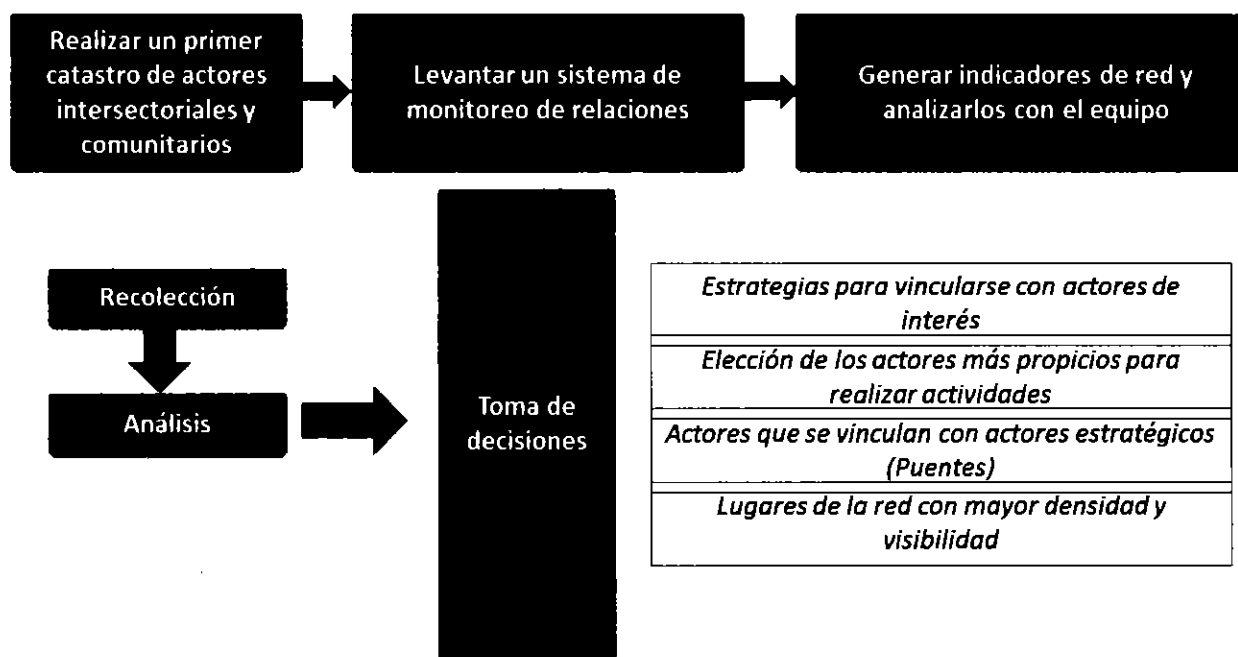 Realizar un primer
catastro de actores
intersectoriales y
comunitarios
Levantar un sistema de
monitoreo de relaciones
Generar indicadores de red y
analizarlos con el equipo
Recolección
Análisis
Toma de
decisiones
Estrategias para vincularse con actores de
interés
Elección de los actores más propicios para
realizar actividades
Actores que se vinculan con actores estratégicos
(Puentes)
Lugares de la red con mayor densidad y
visibilidad